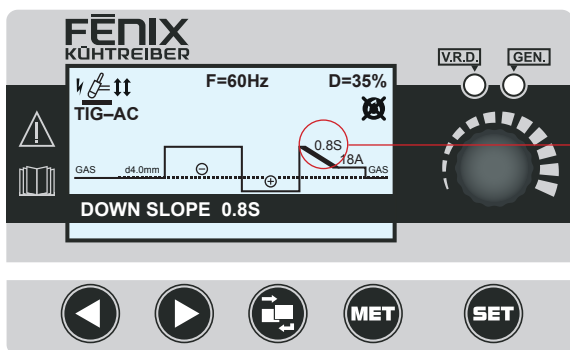 FĒNIX
KÜHTREIBER
V.R.D. GEN.
F=60Hz D=35%
TIG–AC
0.8S
18A
GAS d4.0mm GAS
DOWN SLOPE 0.8S
MET SET